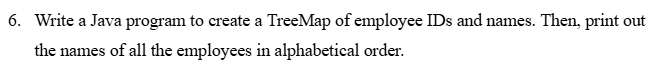 6. Write a Java program to create a TreeMap of employee IDs and names. Then, print out
the names of all the employees in alphabetical order.